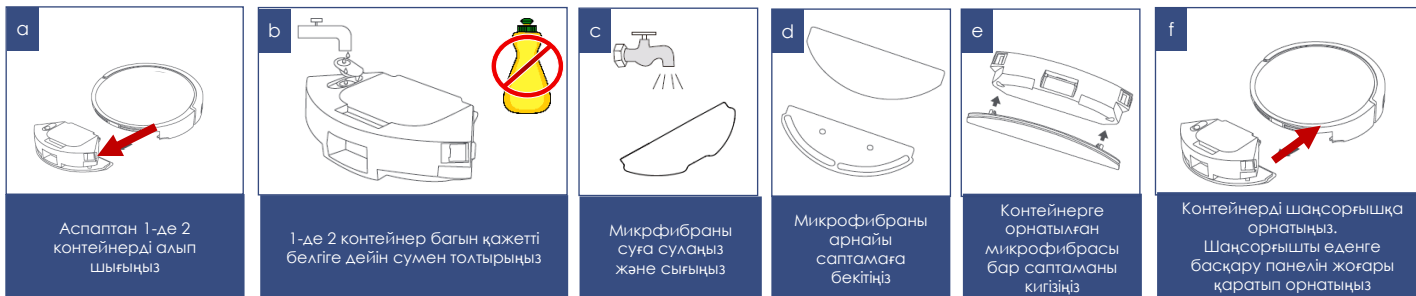 a
Аспаптан 1-де 2
контейнерді алып
шығыңыз
b
1-де 2 контейнер багын қажетті
белгіге дейін сумен толтырыңыз
c
Микрфибраны
суға сулаңыз
және сығыңыз
d
Микрофибраны
арнайы
саптамаға
бекітіңіз
e
Контейнерге
орнатылған
микрофибрасы
бар саптаманы
кигізіңіз
f
Контейнерді шаңсорғышқа
орнатыңыз.
Шаңсорғышты еденге
басқару панелін жоғары
қаратып орнатыңыз